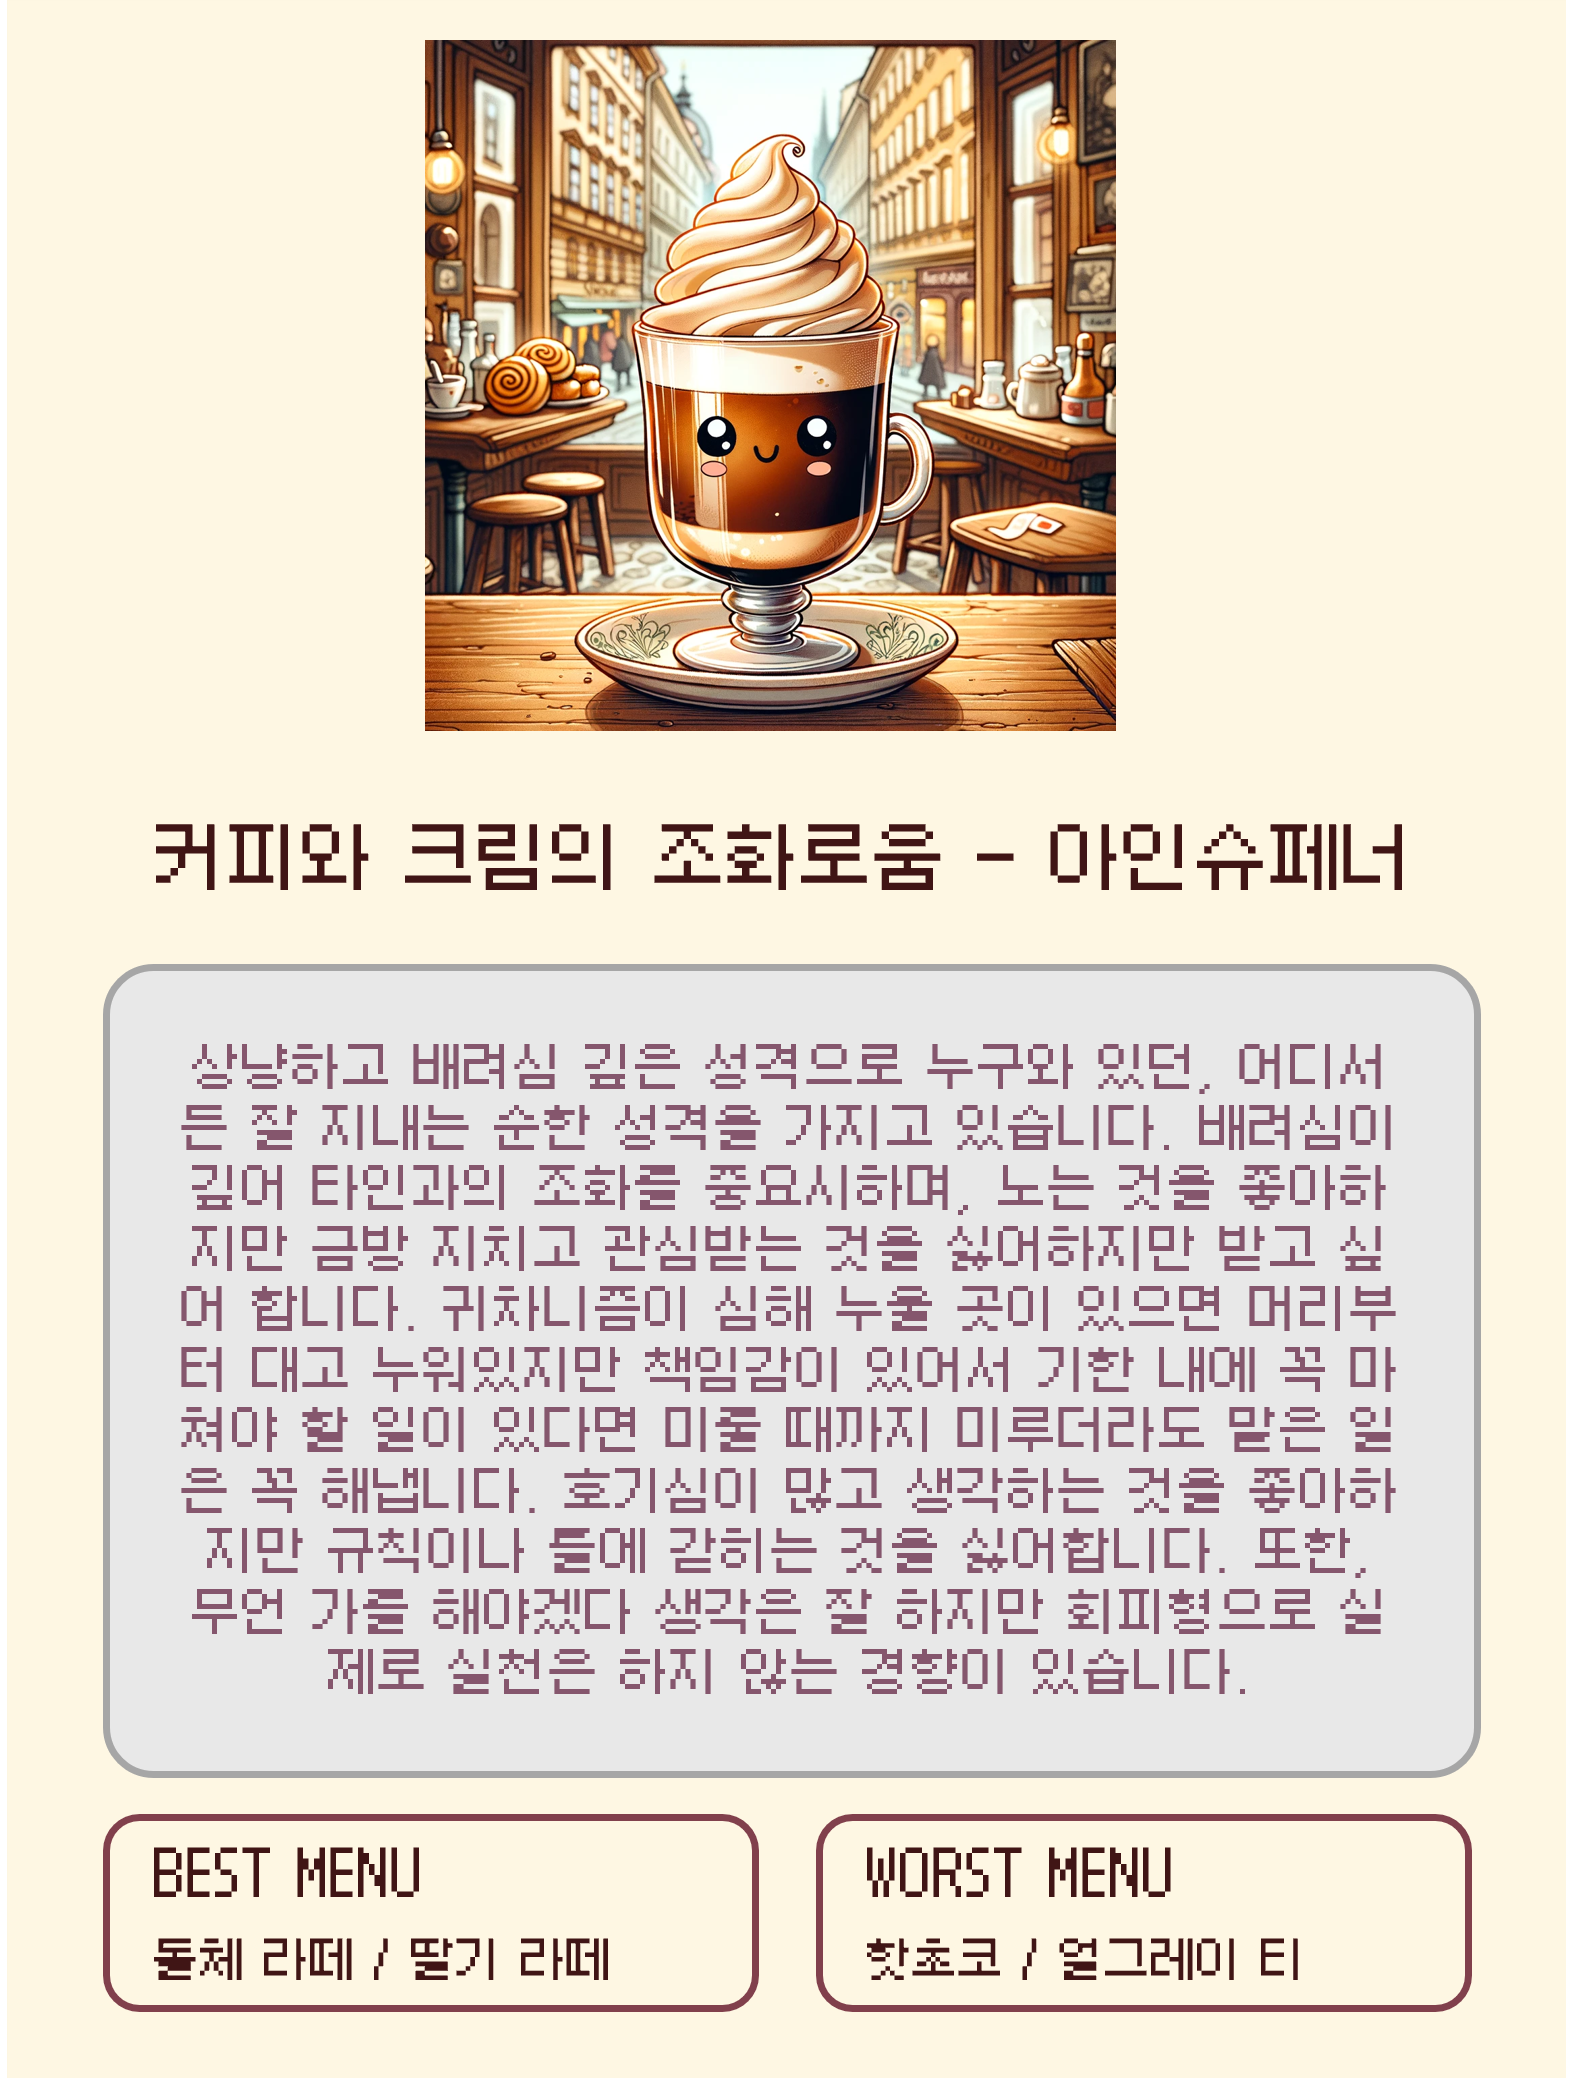 커피와 크림의 조화로움 - 아인슈페너
상냥하고 배려심 깊은 성격으로 누구와 있던, 어디서
든 잘 지내는 순한 성격을 가지고 있습니다. 배려심이
깊어 타인과의 조화를 중요시하며, 노는 것을 좋아하
지만 금방 지치고 관심받는 것을 싫어하지만 받고 싶
어 합니다. 귀차니즘이 심해 누울 곳이 있으면 머리부
터 대고 누워있지만 책임감이 있어서 기한 내에 꼭 마
쳐야 할 일이 있다면 미룰 때까지 미루더라도 맡은 일
은 꼭 해냅니다. 호기심이 많고 생각하는 것을 좋아하
지만 규칙이나 틀에 갇히는 것을 싫어합니다. 또한,
무언 가를 해야겠다 생각은 잘 하지만 회피형으로 실
제로 실천은 하지 않는 경향이 있습니다.
BEST MENU
돌체 라떼 / 딸기 라떼
WORST MENU
핫초코 / 얼그레이 티